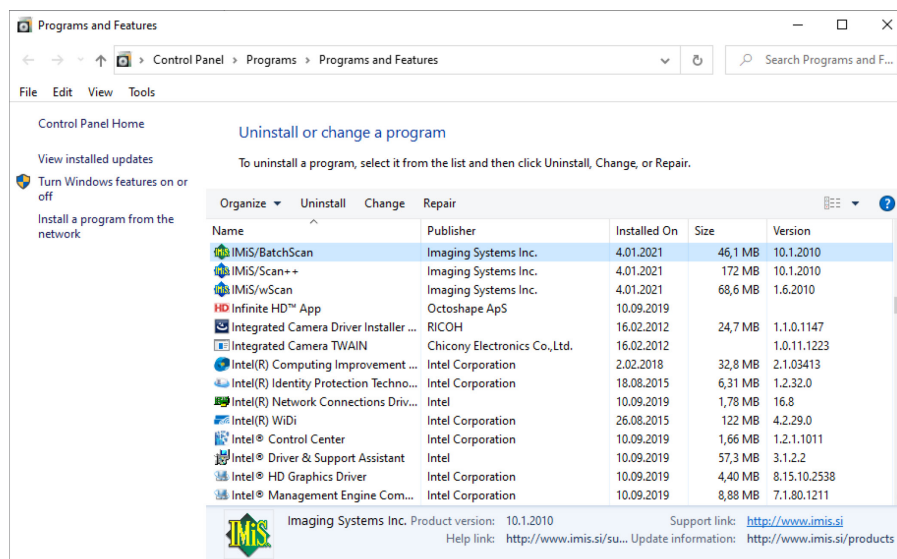 Programs and Features
Control Panel > Programs > Programs and Features
Search Programs and F...
File Edit View Tools
Control Panel Home
View installed updates
Turn Windows features on or
off
Install a program from the
network
Uninstall or change a program
To uninstall a program, select it from the list and then click Uninstall, Change, or Repair.
Organize Uninstall Change Repair
?
Name Publisher Installed On Size Version
IMiS/BatchScan Imaging Systems Inc. 4.01.2021 46,1 MB 10.1.2010
IMiS/Scan++ Imaging Systems Inc. 4.01.2021 172 MB 10.1.2010
IMiS/wScan Imaging Systems Inc. 4.01.2021 68,6 MB 1.6.2010
HD Infinite HD™ App Octoshape ApS 10.09.2019
Integrated Camera Driver Installer ... RICOH 16.02.2012 24,7 MB 1.1.0.1147
Integrated Camera TWAIN Chicony Electronics Co.,Ltd. 16.02.2012 1.0.11.1223
Intel(R) Computing Improvement ... Intel Corporation 2.02.2018 32,8 MB 2.1.03413
Intel(R) Identity Protection Techno... Intel Corporation 18.08.2015 6,31 MB 1.2.32.0
Intel(R) Network Connections Driv... Intel 10.09.2019 1,78 MB 16.8
Intel(R) WiDi Intel Corporation 26.08.2015 122 MB 4.2.29.0
Intel® Control Center Intel Corporation 10.09.2019 1,66 MB 1.2.1.1011
Intel® Driver & Support Assistant Intel 10.09.2019 57,3 MB 3.1.2.2
Intel® HD Graphics Driver Intel Corporation 10.09.2019 4,40 MB 8.15.10.2538
Intel® Management Engine Com... Intel Corporation 10.09.2019 8,88 MB 7.1.80.1211
IMiS
Imaging Systems Inc. Product version: 10.1.2010 Support link: http://www.imis.si
Help link: http://www.imis.si/su... Update information: http://www.imis.si/products